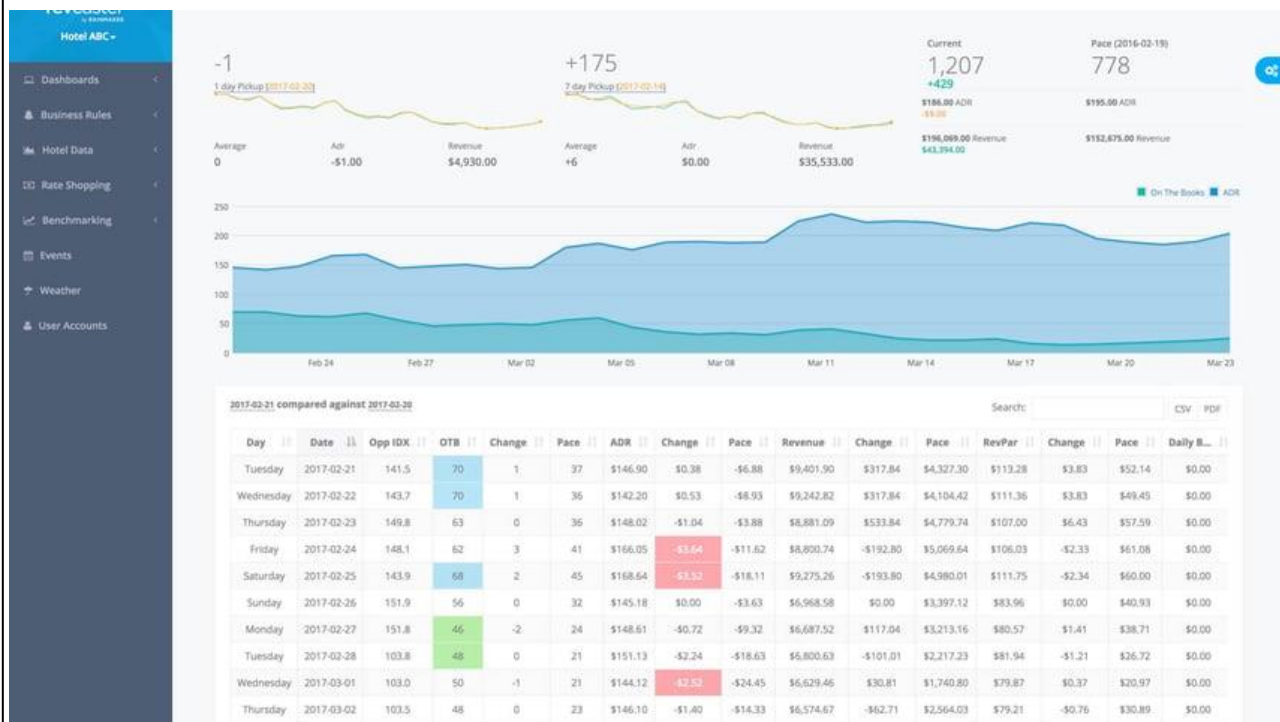 by RAINMAKER
Hotel ABC
Dashboards
Business Rules
Hotel Data
Rate Shopping
Benchmarking
Events
Weather
User Accounts
-1
1 day Pickup [2017-02-20]
Average Adr Revenue
0 -$1.00 $4,930.00
+175
7 day Pickup [2017-02-14]
Average Adr Revenue
+6 $0.00 $35,533.00
Current Pace (2016-02-19)
1,207 778
+429
$186.00 ADR $195.00 ADR
-$9.00
$196,069.00 Revenue $152,675.00 Revenue
$43,394.00
On The Books ADR
250
200
150
100
50
0
Feb 24 Feb 27 Mar 02 Mar 05 Mar 08 Mar 11 Mar 14 Mar 17 Mar 20 Mar 23
2017-02-21 compared against 2017-02-20 Search: CSV PDF
Day Date Opp IDX OTB Change Pace ADR Change Pace Revenue Change Pace RevPar Change Pace Daily B...
Tuesday 2017-02-21 141.5 70 1 37 $146.90 $0.38 -$6.88 $9,401.90 $317.84 $4,327.30 $113.28 $3.83 $52.14 $0.00
Wednesday 2017-02-22 143.7 70 1 36 $142.20 $0.53 -$8.93 $9,242.82 $317.84 $4,104.42 $111.36 $3.83 $49.45 $0.00
Thursday 2017-02-23 149.8 63 0 36 $148.02 -$1.04 -$3.88 $8,881.09 $533.84 $4,779.74 $107.00 $6.43 $57.59 $0.00
Friday 2017-02-24 148.1 62 3 41 $166.05 -$3.64 -$11.62 $8,800.74 -$192.80 $5,069.64 $106.03 -$2.33 $61.08 $0.00
Saturday 2017-02-25 143.9 68 2 45 $168.64 -$3.52 -$18.11 $9,275.26 -$193.80 $4,980.01 $111.75 -$2.34 $60.00 $0.00
Sunday 2017-02-26 151.9 56 0 32 $145.18 $0.00 -$3.63 $6,968.58 $0.00 $3,397.12 $83.96 $0.00 $40.93 $0.00
Monday 2017-02-27 151.8 46 -2 24 $148.61 -$0.72 -$9.32 $6,687.52 $117.04 $3,213.16 $80.57 $1.41 $38.71 $0.00
Tuesday 2017-02-28 103.8 48 0 21 $151.13 -$2.24 -$18.63 $6,800.63 -$101.01 $2,217.23 $81.94 -$1.21 $26.72 $0.00
Wednesday 2017-03-01 103.0 50 -1 21 $144.12 -$2.52 -$24.45 $6,629.46 $30.81 $1,740.80 $79.87 $0.37 $20.97 $0.00
Thursday 2017-03-02 103.5 48 0 23 $146.10 -$1.40 -$14.33 $6,574.67 -$62.71 $2,564.03 $79.21 -$0.76 $30.89 $0.00